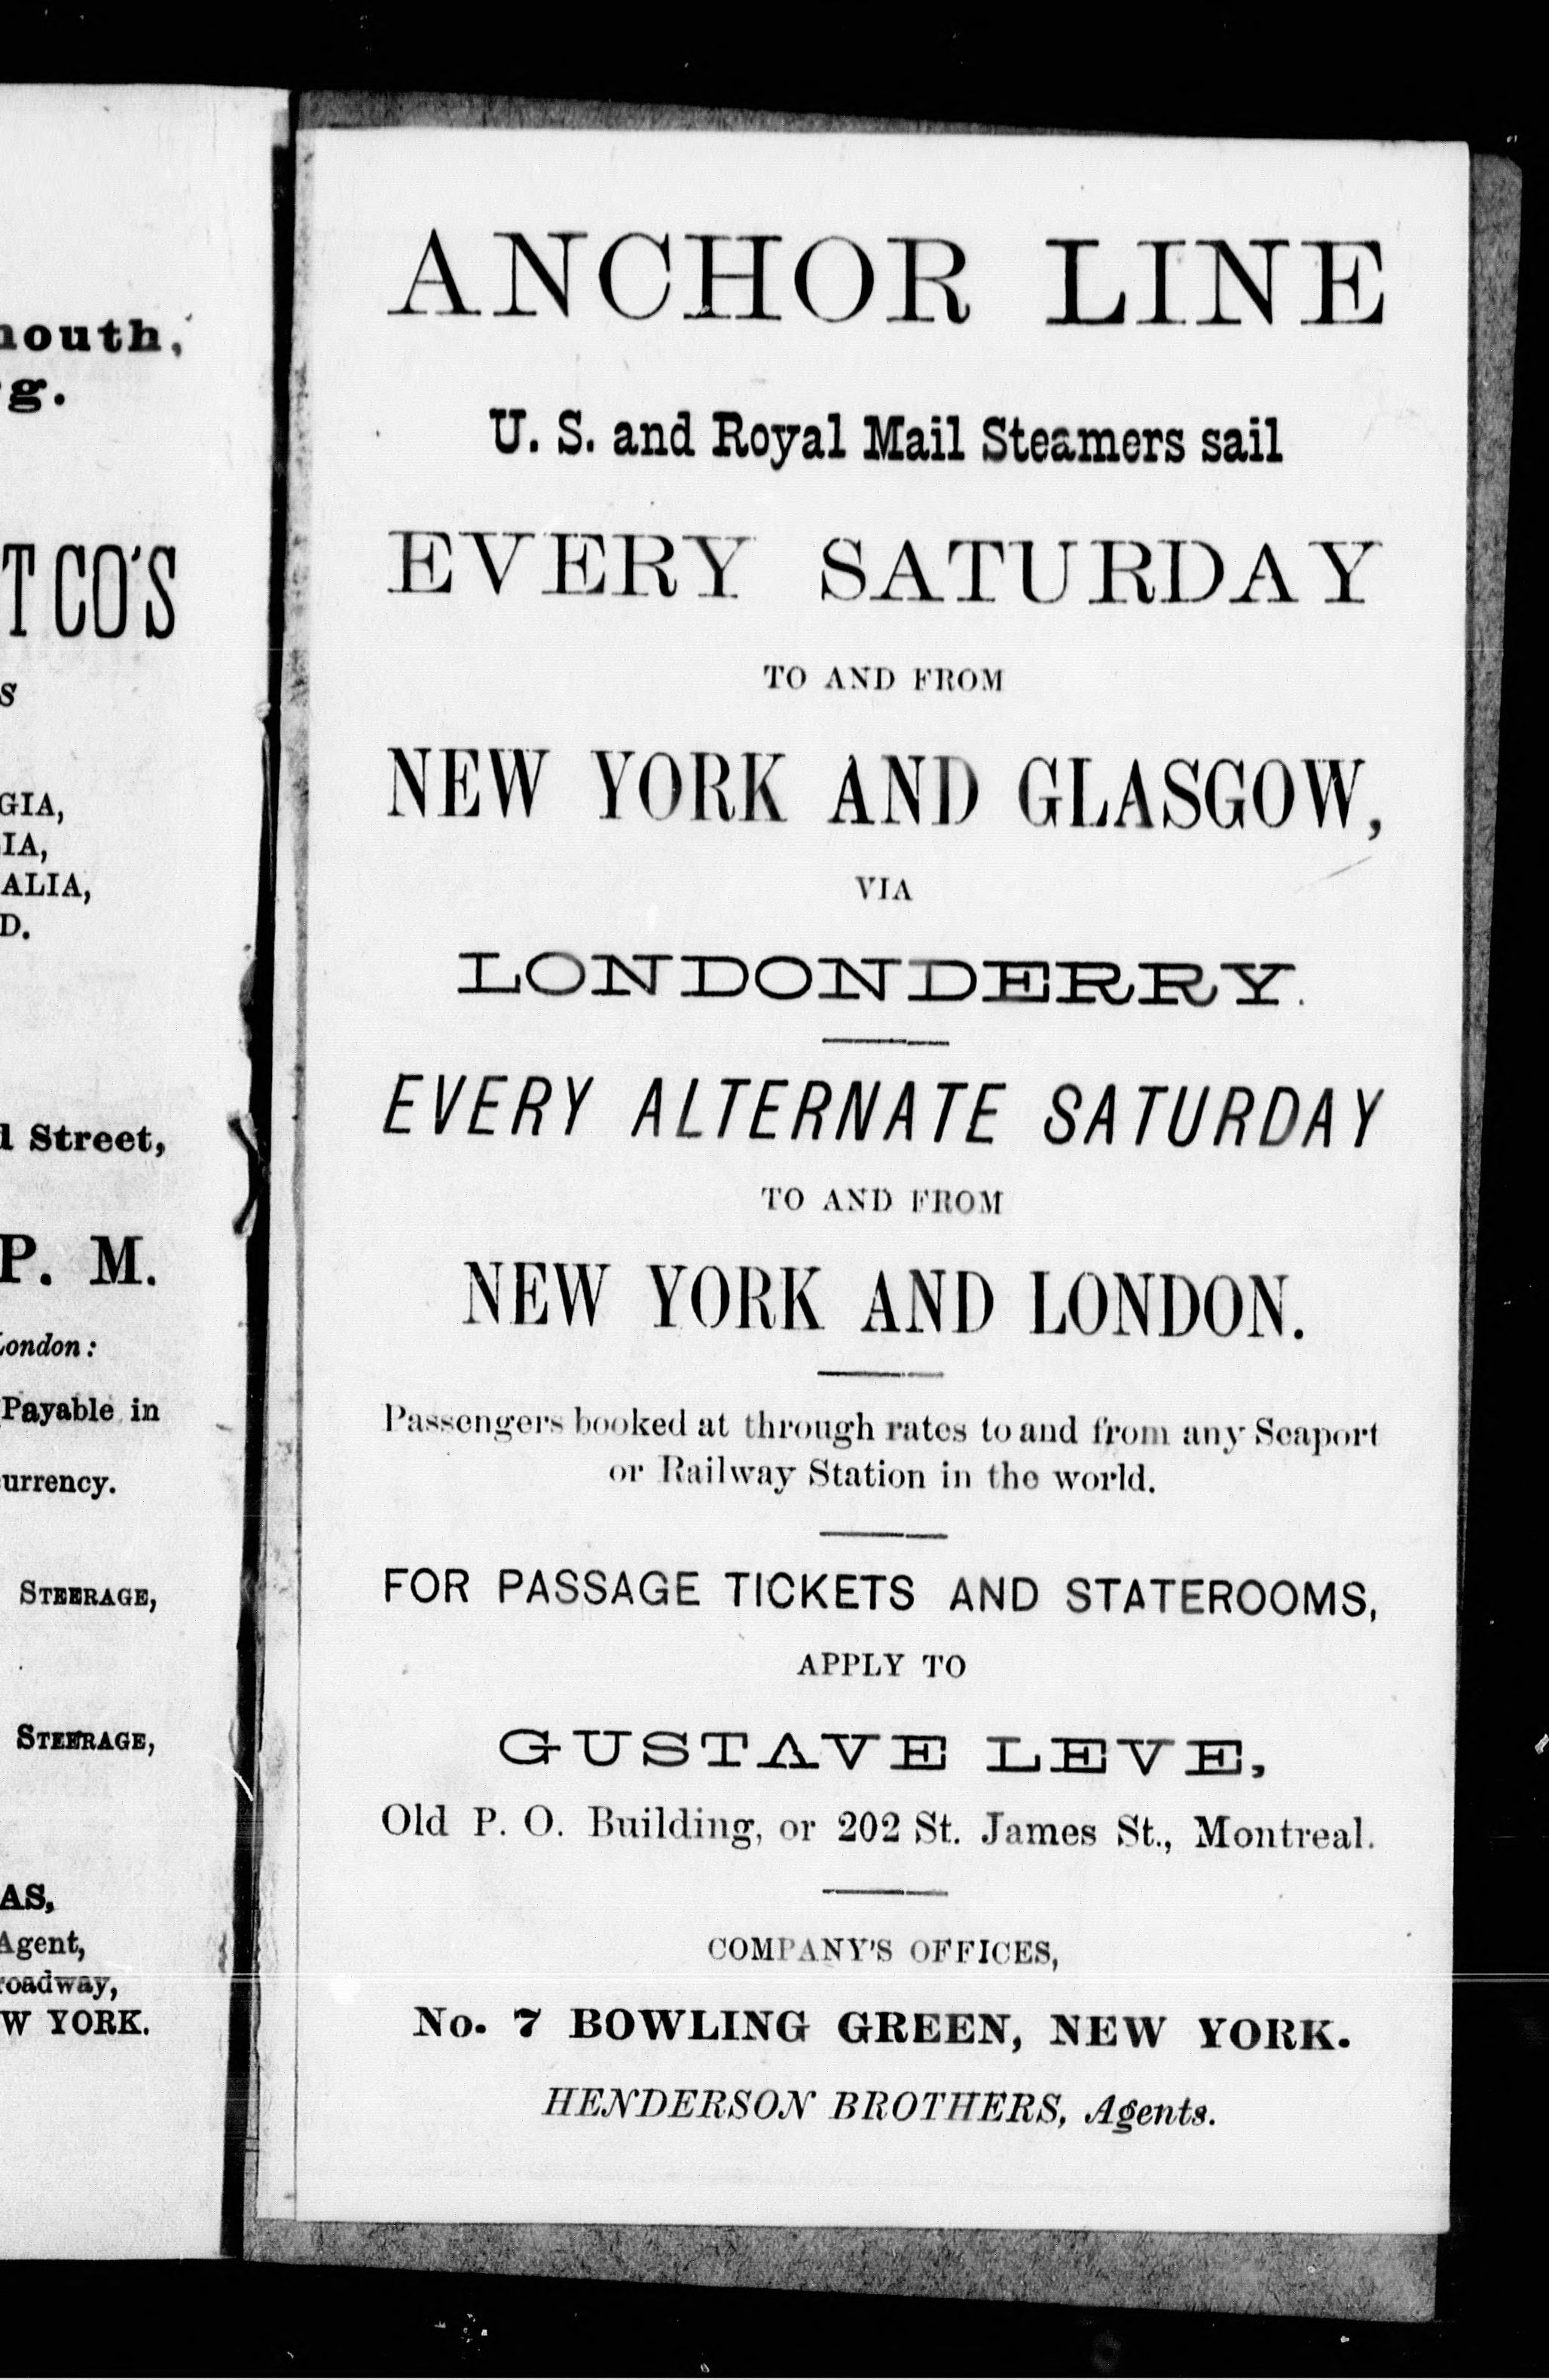 outh,
g.
T CO'S
S
GIA,
IA,
ALIA,
D.
Street,
P. M.
ondon:
Payable in
urrency.
STEERAGE,
STEERAGE,
AS,
Agent,
roadway,
W YORK.
ANCHOR LINE
U. S. and Royal Mail Steamers sail
EVERY SATURDAY
TO AND FROM
NEW YORK AND GLASGOW,
VIA
LONDONDERRY.
EVERY ALTERNATE SATURDAY
TO AND FROM
NEW YORK AND LONDON.
Passengers booked at through rates to and from any Seaport
or Railway Station in the world.
FOR PASSAGE TICKETS AND STATEROOMS,
APPLY TO
GUSTAVE LEVE,
Old P. O. Building, or 202 St. James St., Montreal.
COMPANY'S OFFICES,
No. 7 BOWLING GREEN, NEW YORK.
HENDERSON BROTHERS, Agents.